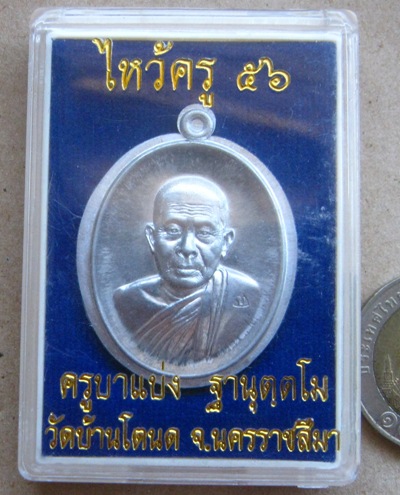 ไหว้ครู ๕๖
ครูบาแบ่ง ฐานุตฺตโม
วัดบ้านโตนด จ.นครราชสีมา